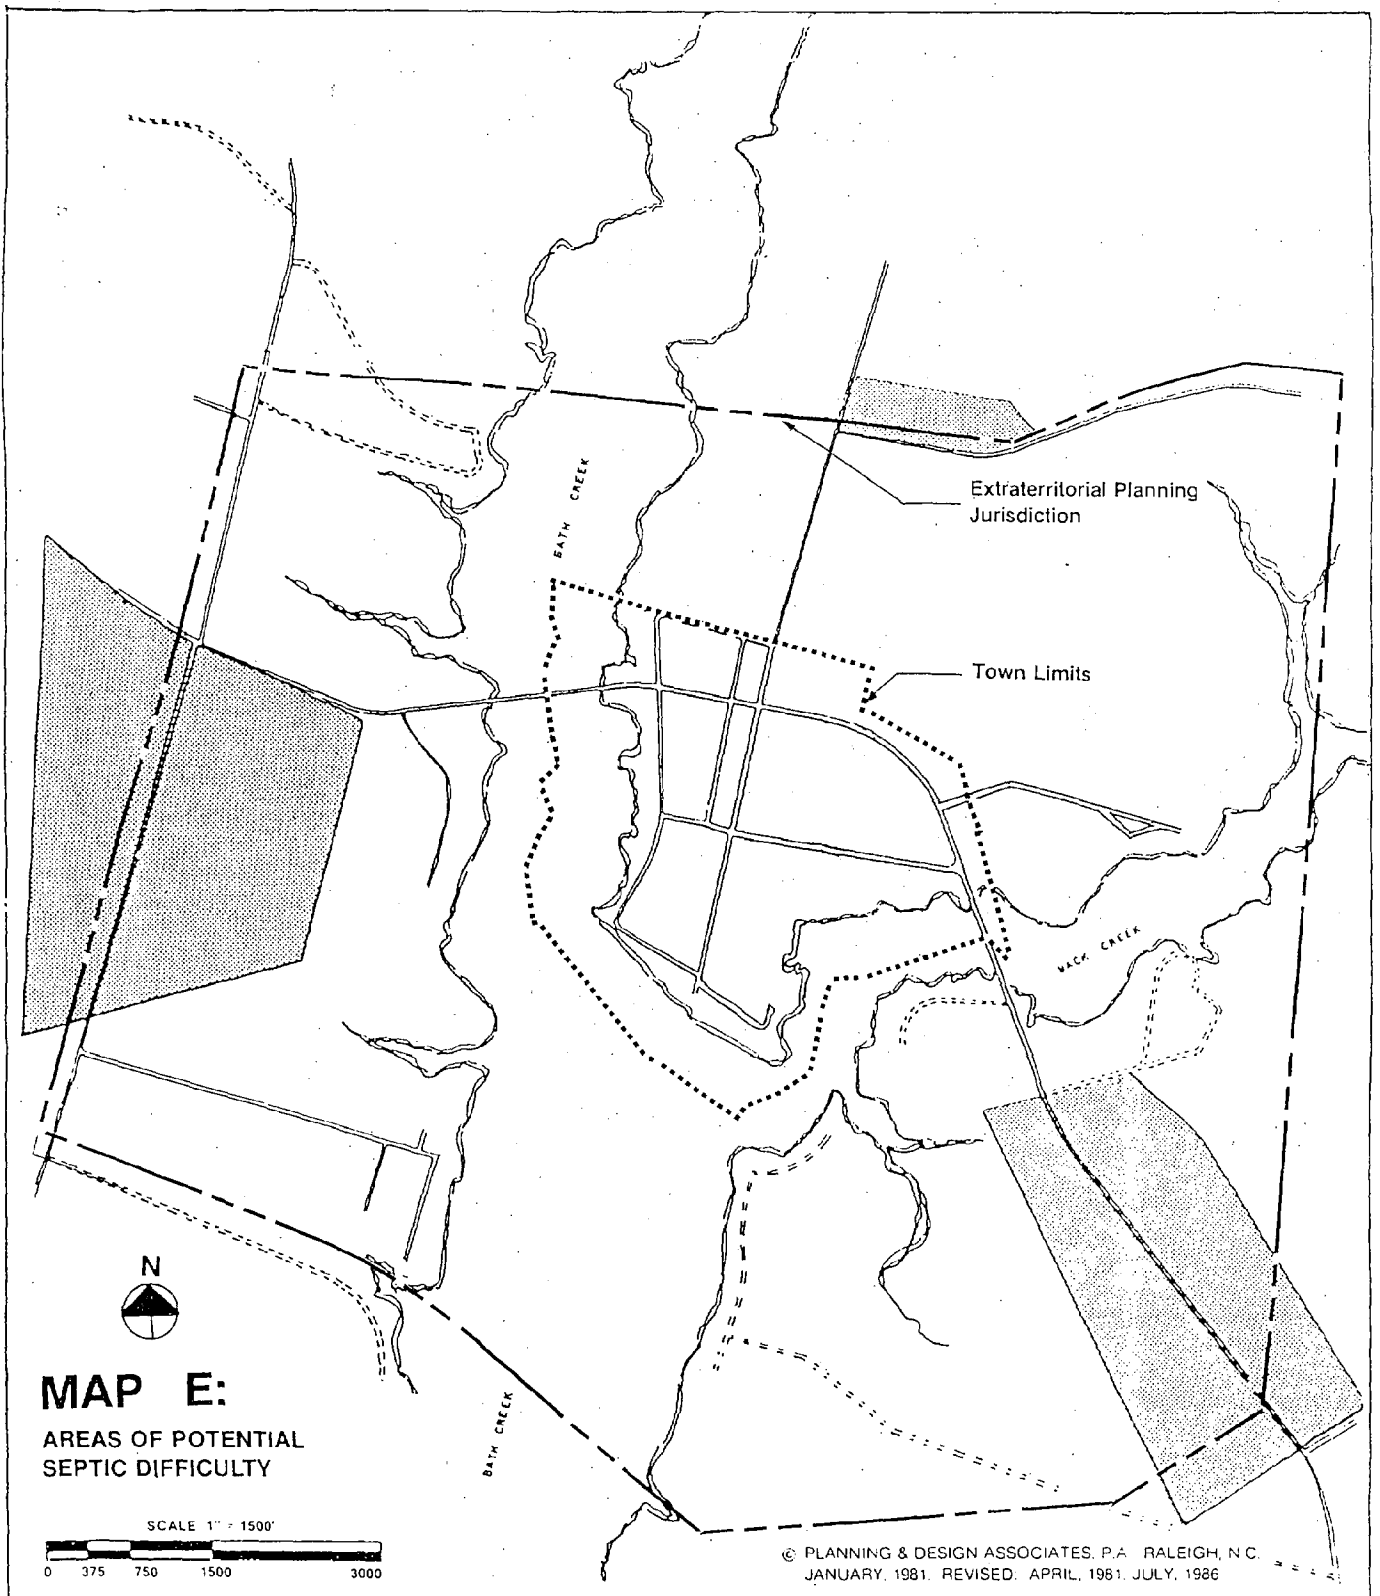 BATH CREEK
Extraterritorial Planning
Jurisdiction
Town Limits
BACK CREEK
N
MAP E:
AREAS OF POTENTIAL
SEPTIC DIFFICULTY
BATH CREEK
SCALE 1" = 1500'
0 375 750 1500 3000
© PLANNING & DESIGN ASSOCIATES, P.A. RALEIGH, N.C.
JANUARY, 1981. REVISED: APRIL, 1981. JULY, 1986